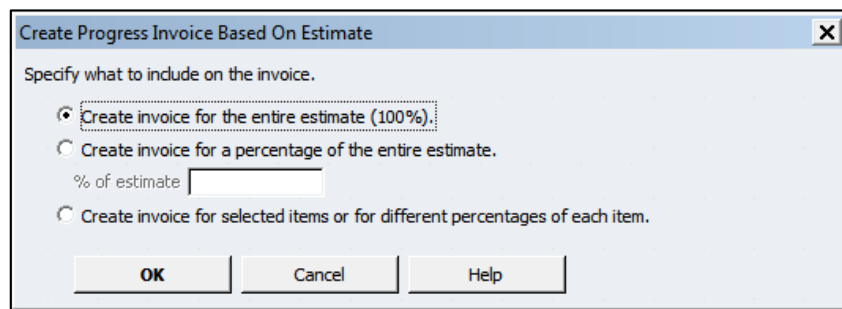 Create Progress Invoice Based On Estimate
Specify what to include on the invoice.
Create invoice for the entire estimate (100%).
Create invoice for a percentage of the entire estimate.
% of estimate
Create invoice for selected items or for different percentages of each item.
OK Cancel Help